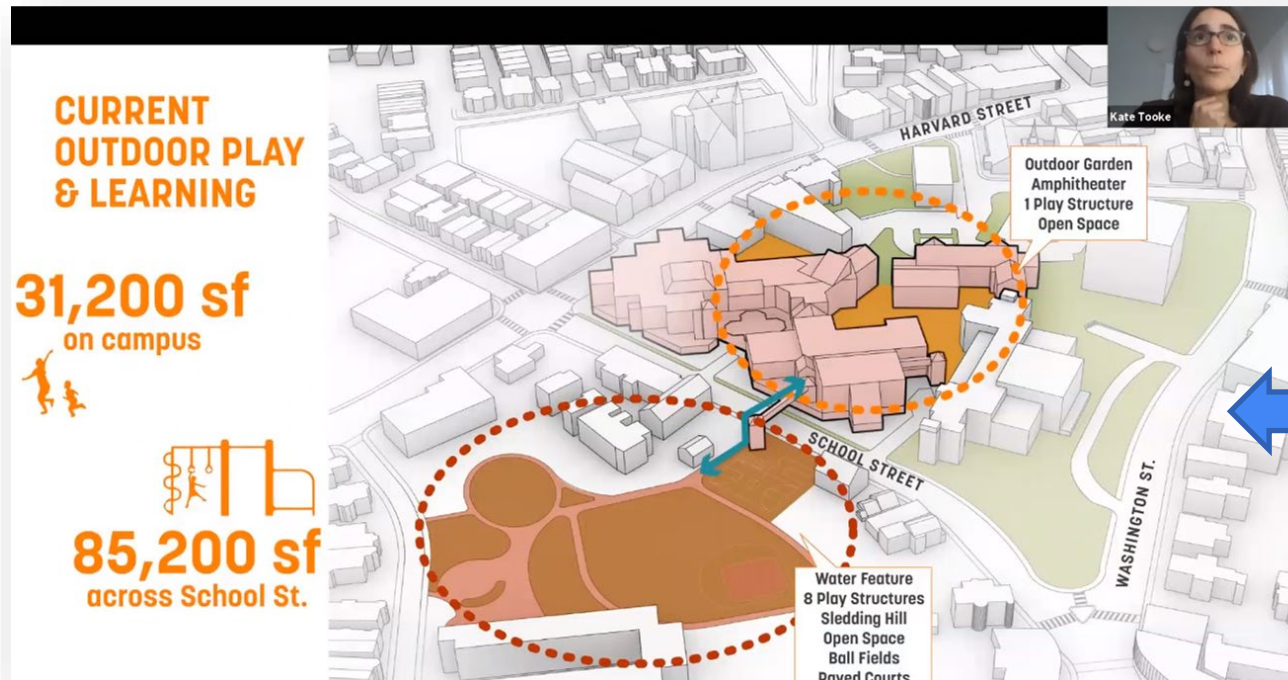 CURRENT
OUTDOOR PLAY
& LEARNING
31,200 sf
on campus
85,200 sf
across School St.
HARVARD STREET
Kate Tooke
Outdoor Garden
Amphitheater
1 Play Structure
Open Space
SCHOOL STREET
WASHINGTON ST.
Water Feature
8 Play Structures
Sledding Hill
Open Space
Ball Fields
Paved Courts